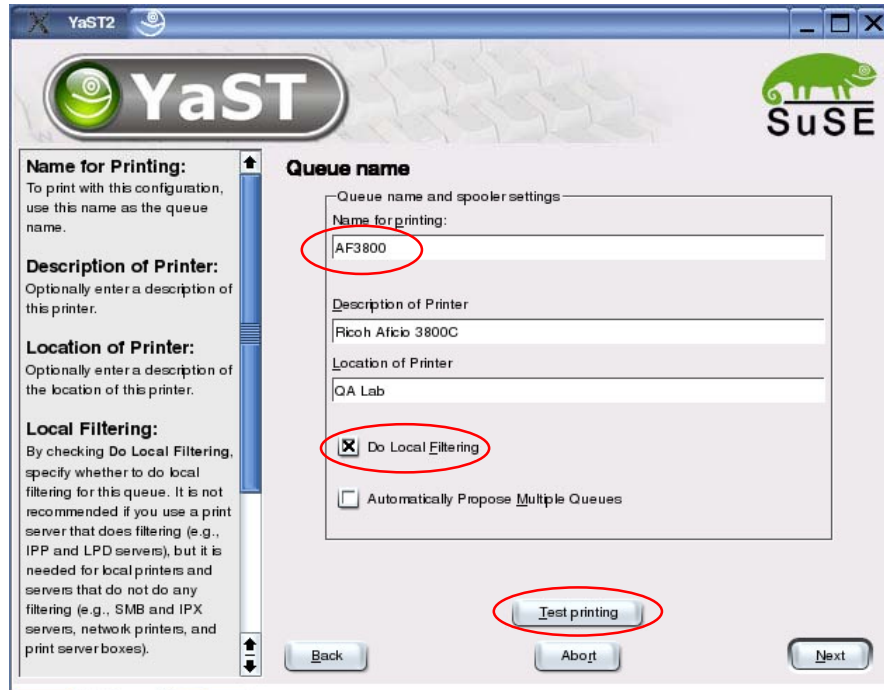 YaST2
YaST
SuSE
Name for Printing:
To print with this configuration,
use this name as the queue
name.
Description of Printer:
Optionally enter a description of
this printer.
Location of Printer:
Optionally enter a description of
the location of this printer.
Local Filtering:
By checking Do Local Filtering,
specify whether to do local
filtering for this queue. It is not
recommended if you use a print
server that does filtering (e.g.,
IPP and LPD servers), but it is
needed for local printers and
servers that do not do any
filtering (e.g., SMB and IPX
servers, network printers, and
print server boxes).
Queue name
Queue name and spooler settings
Name for printing:
AF3800
Description of Printer
Ricoh Aficio 3800C
Location of Printer
QA Lab
Do Local Filtering
Automatically Propose Multiple Queues
Test printing
Back
Abort
Next